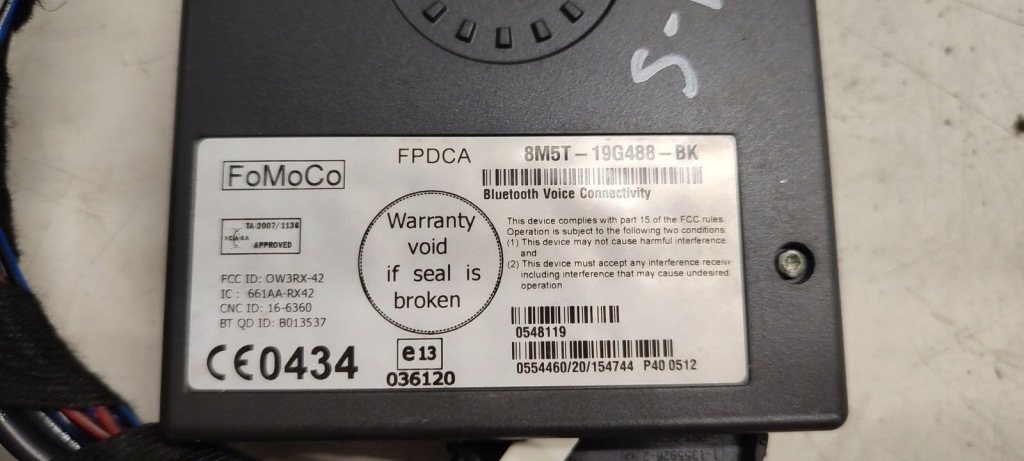 FPDCA
8M5T-19G488-BK
FoMoCo
Bluetooth Voice Connectivity
TA-2007/1136
APPROVED
Warranty
void
if seal is
broken
This device complies with part 15 of the FCC rules.
Operation is subject to the following two conditions:
(1) This device may not cause harmful interference
and
(2) This device must accept any interference receiv
including interference that may cause undesired
operation
FCC ID: OW3RX-42
IC : 661AA-RX42
CNC ID: 16-6360
BT QD ID: B013537
CE0434
e13
036120
0548119
0554460/20/154744 P40 0512